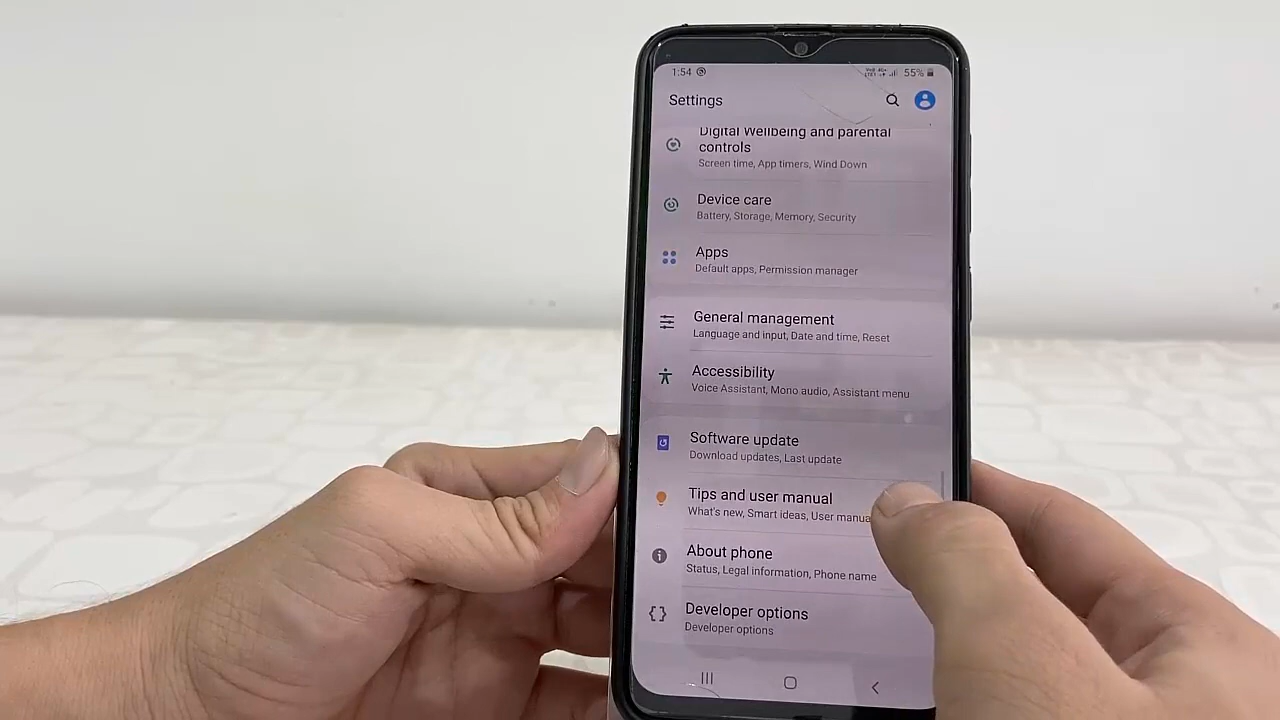 1:54
55%
Settings
Digital Wellbeing and parental
controls
Screen time, App timers, Wind Down
Device care
Battery, Storage, Memory, Security
Apps
Default apps, Permission manager
General management
Language and input, Date and time, Reset
Accessibility
Voice Assistant, Mono audio, Assistant menu
Software update
Download updates, Last update
Tips and user manual
What's new, Smart ideas, User manua
About phone
Status, Legal information, Phone name
Developer options
Developer options